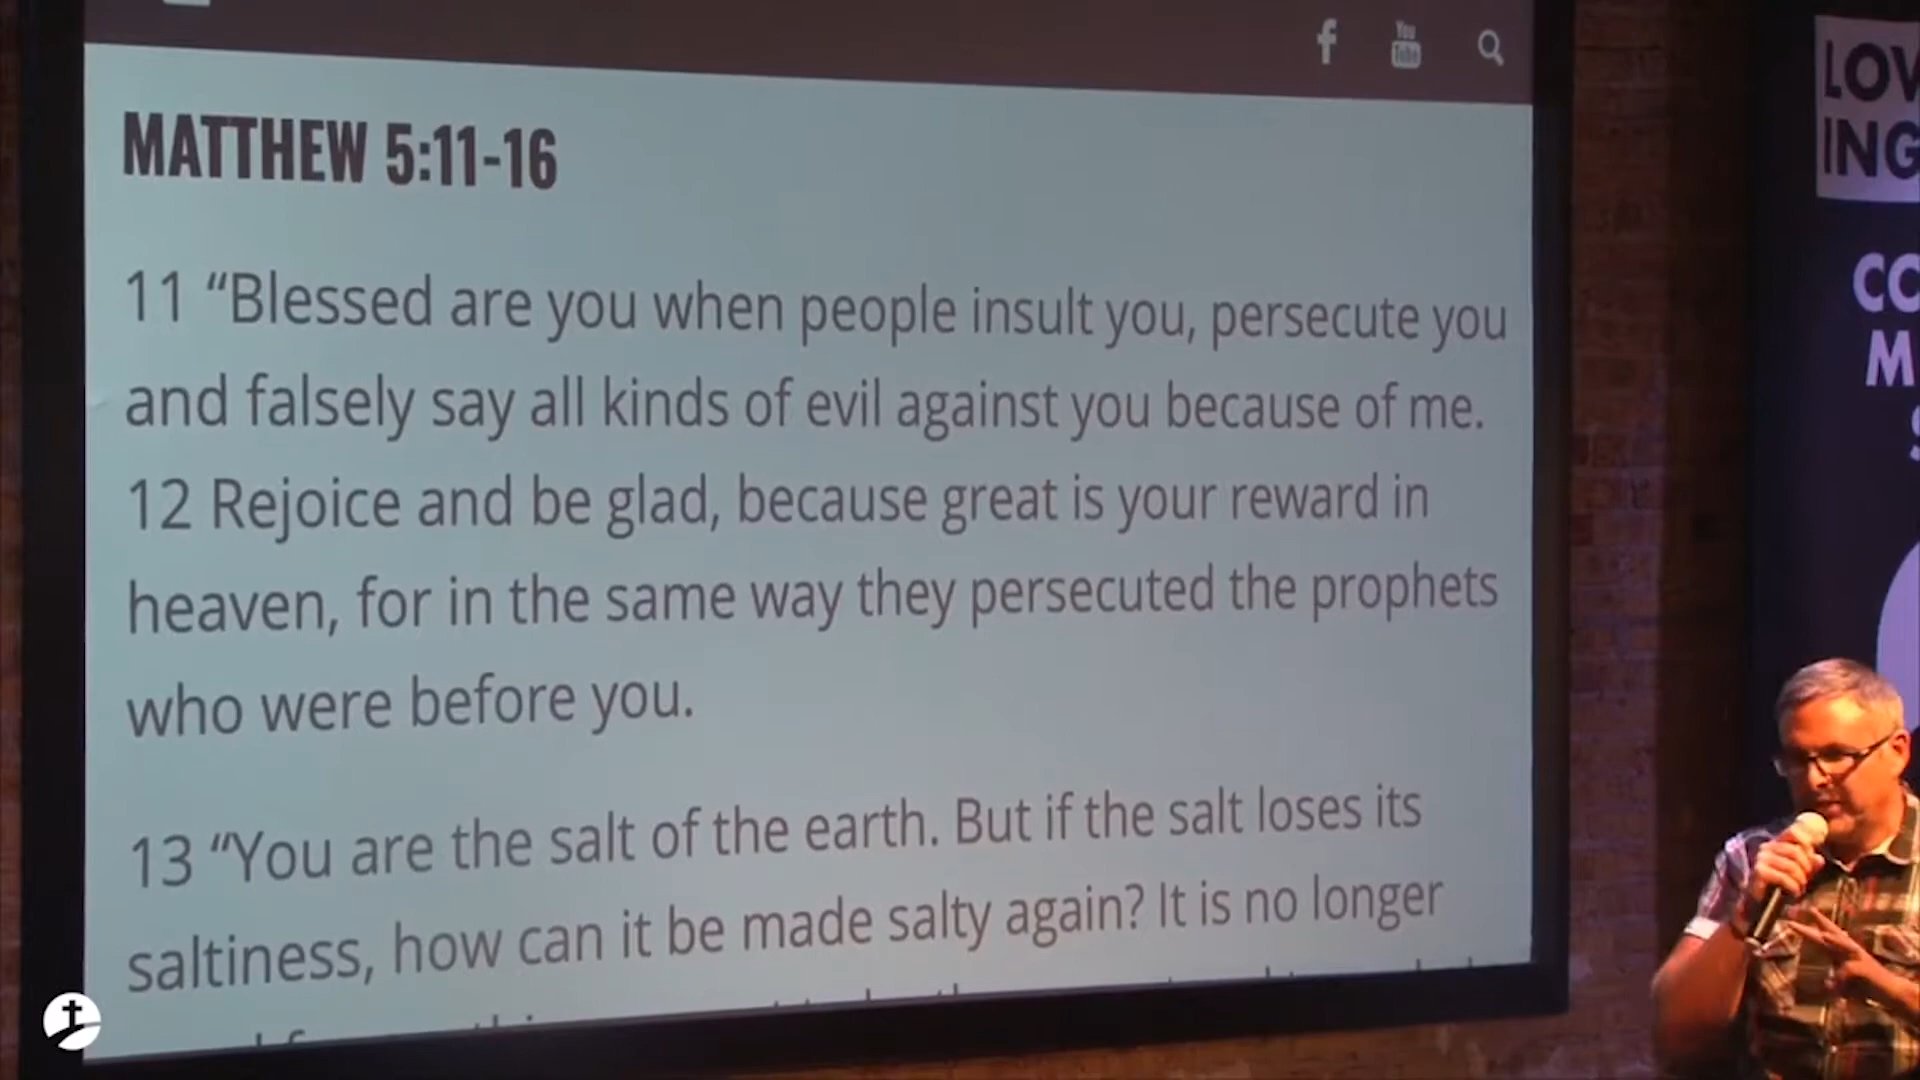 You
Tube
MATTHEW 5:11-16
11 “Blessed are you when people insult you, persecute you
and falsely say all kinds of evil against you because of me.
12 Rejoice and be glad, because great is your reward in
heaven, for in the same way they persecuted the prophets
who were before you.
13 “You are the salt of the earth. But if the salt loses its
saltiness, how can it be made salty again? It is no longer
LOV
ING
CO
M